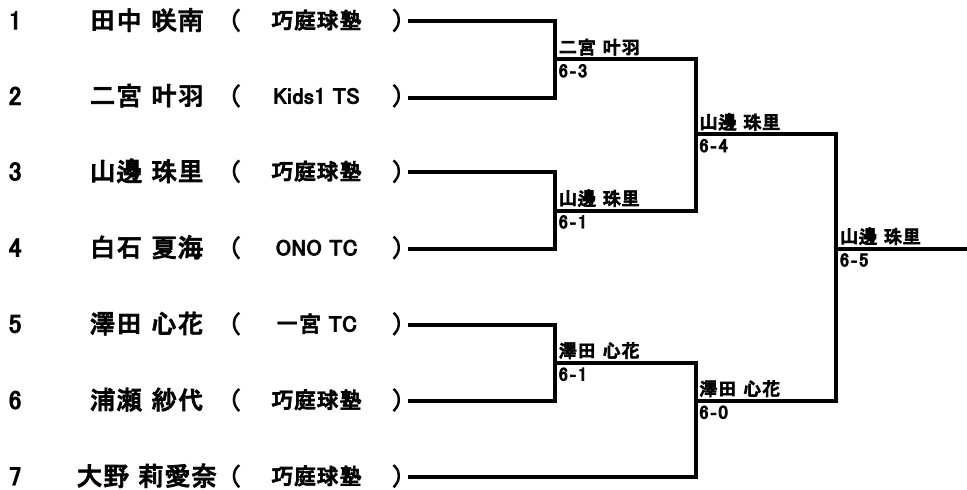 1 田中 咲南 ( 巧庭球塾 )
二宮 叶羽
6-3
2 二宮 叶羽 ( Kids1 TS )
山邊 珠里
6-4
3 山邊 珠里 ( 巧庭球塾 )
山邊 珠里
6-1
4 白石 夏海 ( ONO TC )
山邊 珠里
6-5
5 澤田 心花 ( 一宮 TC )
澤田 心花
6-1
6 浦瀬 紗代 ( 巧庭球塾 )
澤田 心花
6-0
7 大野 莉愛奈 ( 巧庭球塾 )